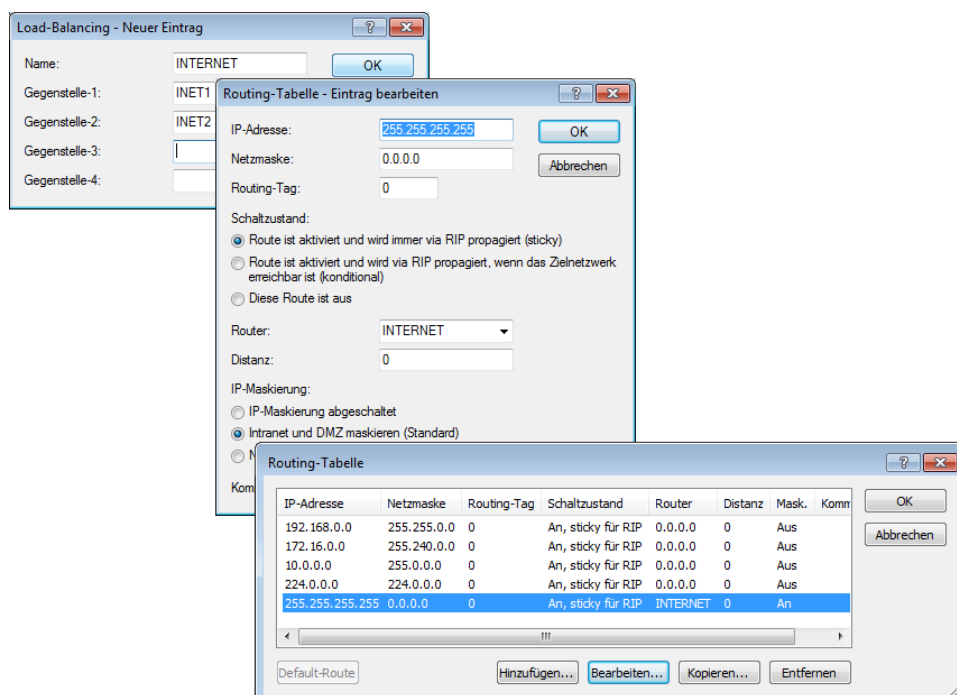 Load-Balancing - Neuer Eintrag
Name: INTERNET OK
Gegenstelle-1: INET1
Gegenstelle-2: INET2
Gegenstelle-3:
Gegenstelle-4:
Routing-Tabelle - Eintrag bearbeiten
IP-Adresse: 255.255.255.255 OK
Netzmaske: 0.0.0.0 Abbrechen
Routing-Tag: 0
Schaltzustand:
Route ist aktiviert und wird immer via RIP propagiert (sticky)
Route ist aktiviert und wird via RIP propagiert, wenn das Zielnetzwerk
erreichbar ist (konditional)
Diese Route ist aus
Router: INTERNET
Distanz: 0
IP-Maskierung:
IP-Maskierung abgeschaltet
Intranet und DMZ maskieren (Standard)
N
Kom
Routing-Tabelle
IP-Adresse Netzmaske Routing-Tag Schaltzustand Router Distanz Mask. Komm OK
192.168.0.0 255.255.0.0 0 An, sticky für RIP 0.0.0.0 0 Aus Abbrechen
172.16.0.0 255.240.0.0 0 An, sticky für RIP 0.0.0.0 0 Aus
10.0.0.0 255.0.0.0 0 An, sticky für RIP 0.0.0.0 0 Aus
224.0.0.0 224.0.0.0 0 An, sticky für RIP 0.0.0.0 0 Aus
255.255.255.255 0.0.0.0 0 An, sticky für RIP INTERNET 0 An
Default-Route Hinzufügen... Bearbeiten... Kopieren... Entfernen